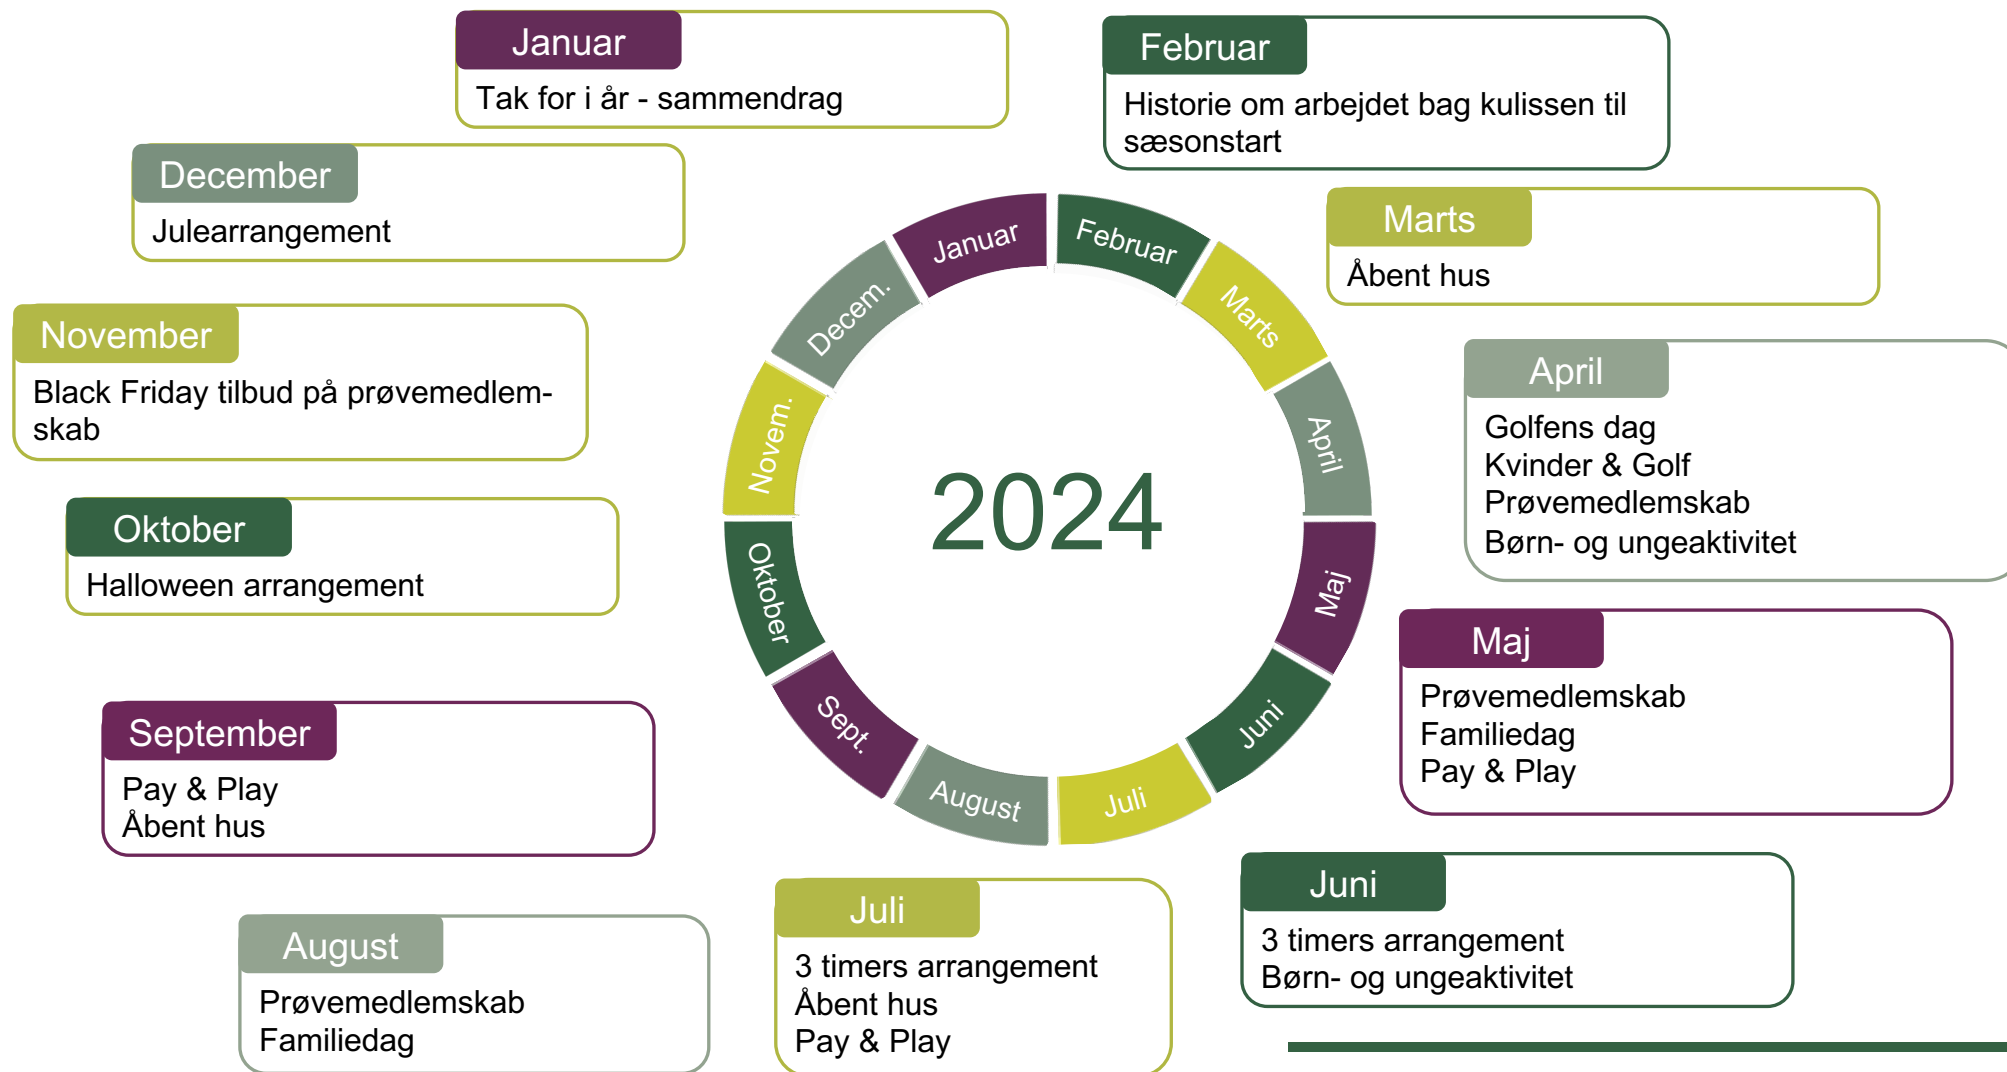 Januar
Tak for i år - sammendrag
Februar
Historie om arbejdet bag kulissen til
sæsonstart
Marts
Åbent hus
April
Golfens dag
Kvinder & Golf
Prøvemedlemskab
Børn- og ungeaktivitet
Maj
Prøvemedlemskab
Familiedag
Pay & Play
Juni
3 timers arrangement
Børn- og ungeaktivitet
Juli
3 timers arrangement
Åbent hus
Pay & Play
August
Prøvemedlemskab
Familiedag
September
Pay & Play
Åbent hus
Oktober
Halloween arrangement
November
Black Friday tilbud på prøvemedlem-
skab
December
Julearrangement
Januar
Februar
Marts
April
Maj
Juni
Juli
August
Sept.
Oktober
Novem.
Decem.
2024